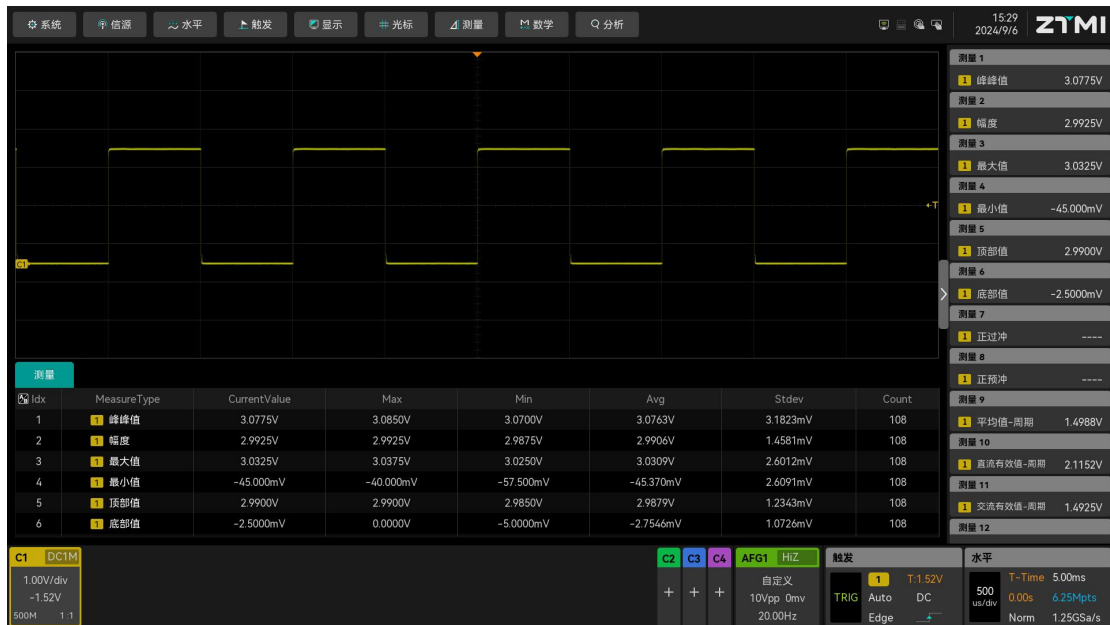 系统 信源 水平 触发 显示 光标 测量 数学 分析 15:29 2024/9/6 ZTMI
测量 1
1 峰峰值 3.0775V
测量 2
1 幅度 2.9925V
测量 3
1 最大值 3.0325V
测量 4
1 最小值 -45.000mV
测量 5
1 顶部值 2.9900V
测量 6
1 底部值 -2.5000mV
测量 7
1 正过冲 ----
测量 8
1 正预冲 ----
测量 9
1 平均值-周期 1.4988V
测量 10
1 直流有效值-周期 2.1152V
测量 11
1 交流有效值-周期 1.4925V
测量 12
T
C1
测量
Idx MeasureType CurrentValue Max Min Avg Stdev Count
1 1 峰峰值 3.0775V 3.0850V 3.0700V 3.0763V 3.1823mV 108
2 1 幅度 2.9925V 2.9925V 2.9875V 2.9906V 1.4581mV 108
3 1 最大值 3.0325V 3.0375V 3.0250V 3.0309V 2.6012mV 108
4 1 最小值 -45.000mV -40.000mV -57.500mV -45.370mV 2.6091mV 108
5 1 顶部值 2.9900V 2.9900V 2.9850V 2.9879V 1.2343mV 108
6 1 底部值 -2.5000mV 0.0000V -5.0000mV -2.7546mV 1.0726mV 108
C1 DC1M
1.00V/div
-1.52V
500M 1:1
C2 C3 C4
+ + +
AFG1 HiZ
自定义
10Vpp 0mv
20.00Hz
触发
TRIG 1 T:1.52V
Auto DC
Edge
水平
500 us/div T-Time 5.00ms
0.00s 6.25Mpts
Norm 1.25GSa/s